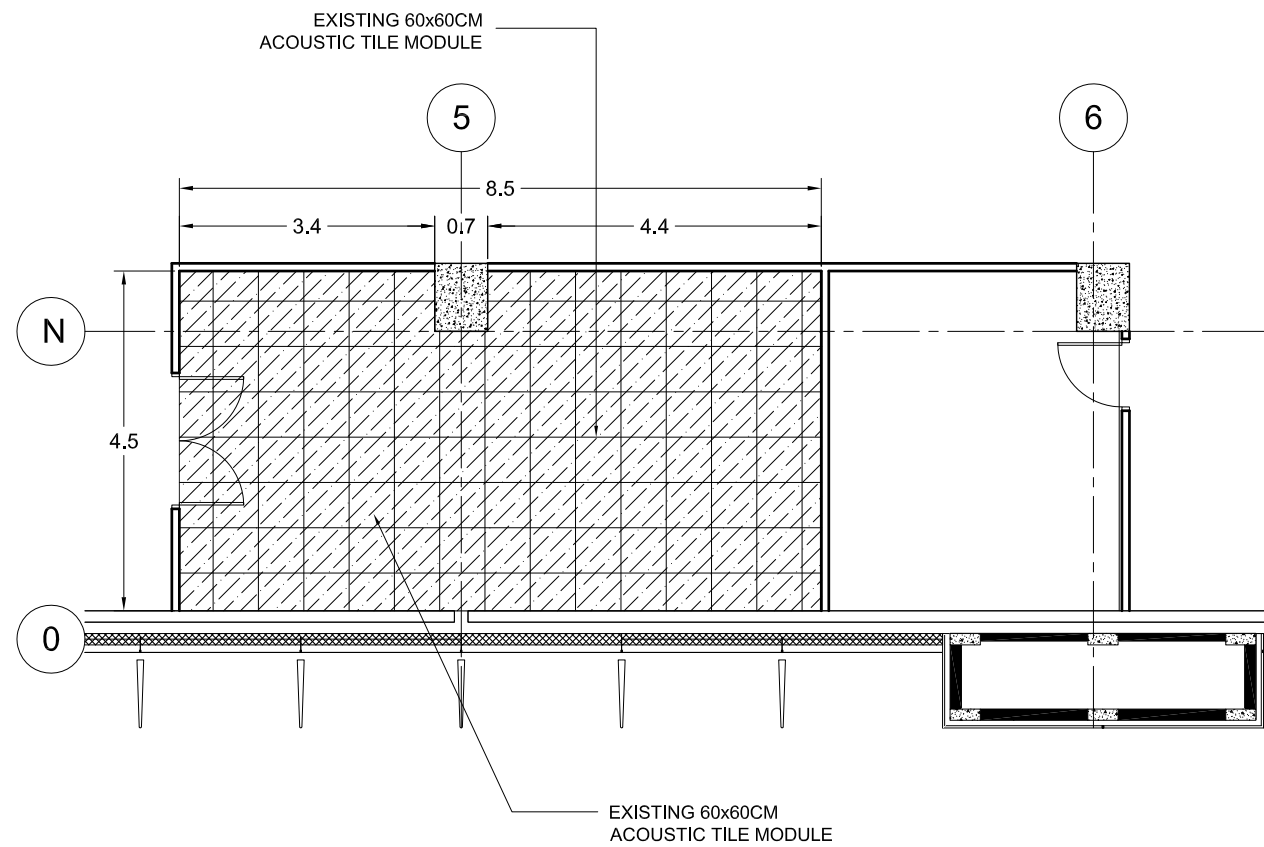 EXISTING 60x60CM
ACOUSTIC TILE MODULE
5
6
8.5
3.4
0.7
4.4
N
4.5
0
EXISTING 60x60CM
ACOUSTIC TILE MODULE